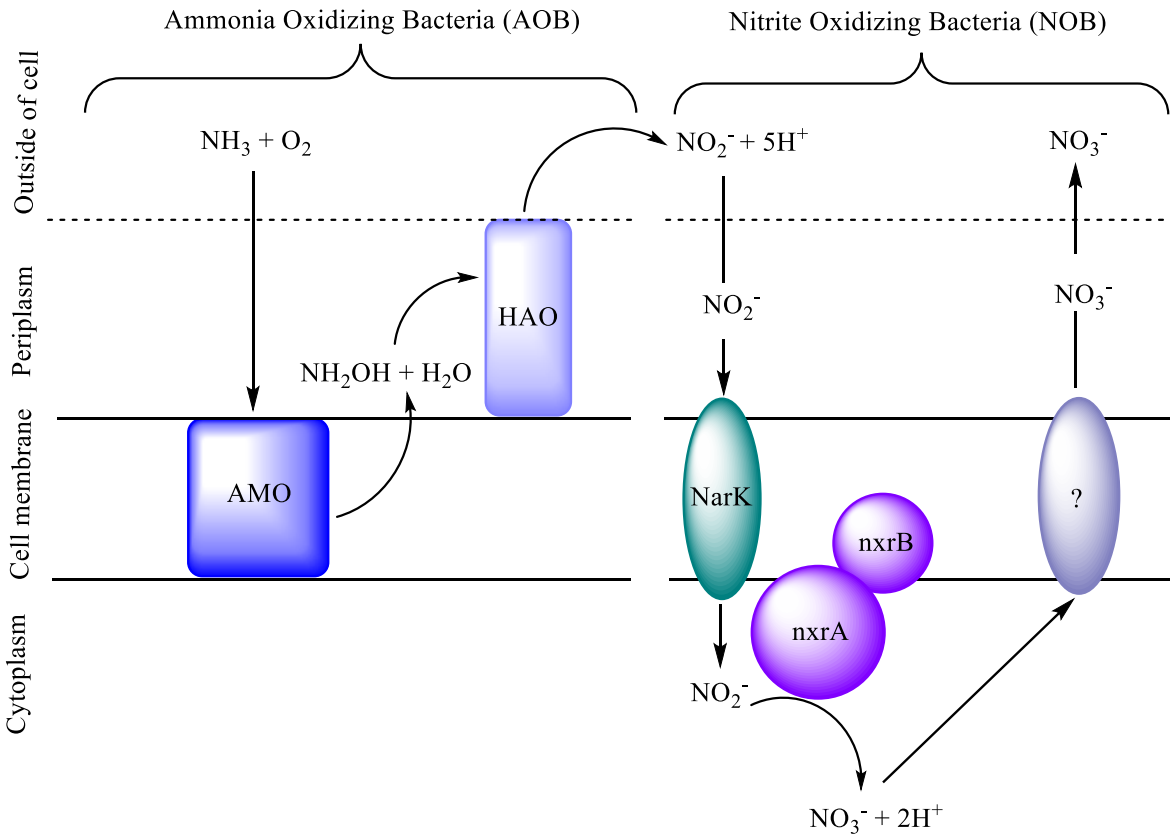 Ammonia Oxidizing Bacteria (AOB)
Nitrite Oxidizing Bacteria (NOB)
Outside of cell
NH₃ + O₂
NO₂⁻ + 5H⁺
NO₃⁻
Periplasm
HAO
NO₂⁻
NO₃⁻
NH₂OH + H₂O
Cell membrane
AMO
NarK
nxrB
?
Cytoplasm
nxrA
NO₂⁻
NO₃⁻ + 2H⁺